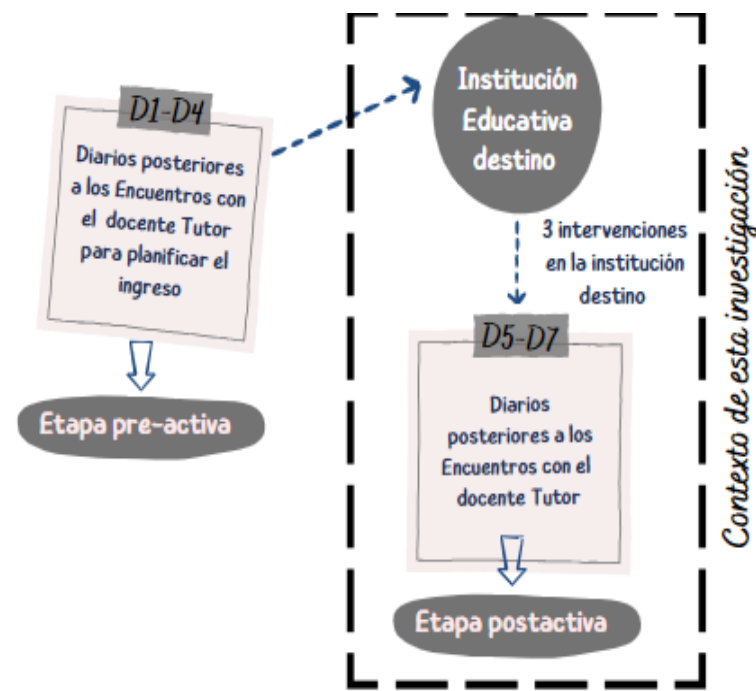 D1-D4
Diarios posteriores
a los Encuentros con
el docente Tutor
para planificar el
ingreso
Etapa pre-activa
Institución
Educativa
destino
3 intervenciones
en la institución
destino
D5-D7
Diarios
posteriores a los
Encuentros con el
docente Tutor
Etapa postactiva
Contexto de esta investigación